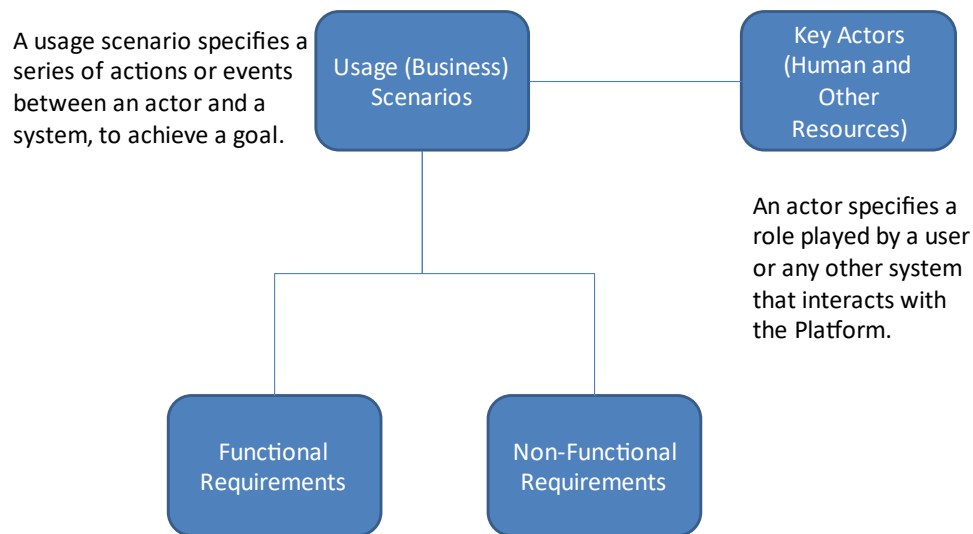 A usage scenario specifies a
series of actions or events
between an actor and a
system, to achieve a goal.
Usage (Business)
Scenarios
Key Actors
(Human and
Other
Resources)
An actor specifies a
role played by a user
or any other system
that interacts with
the Platform.
Functional
Requirements
Non-Functional
Requirements